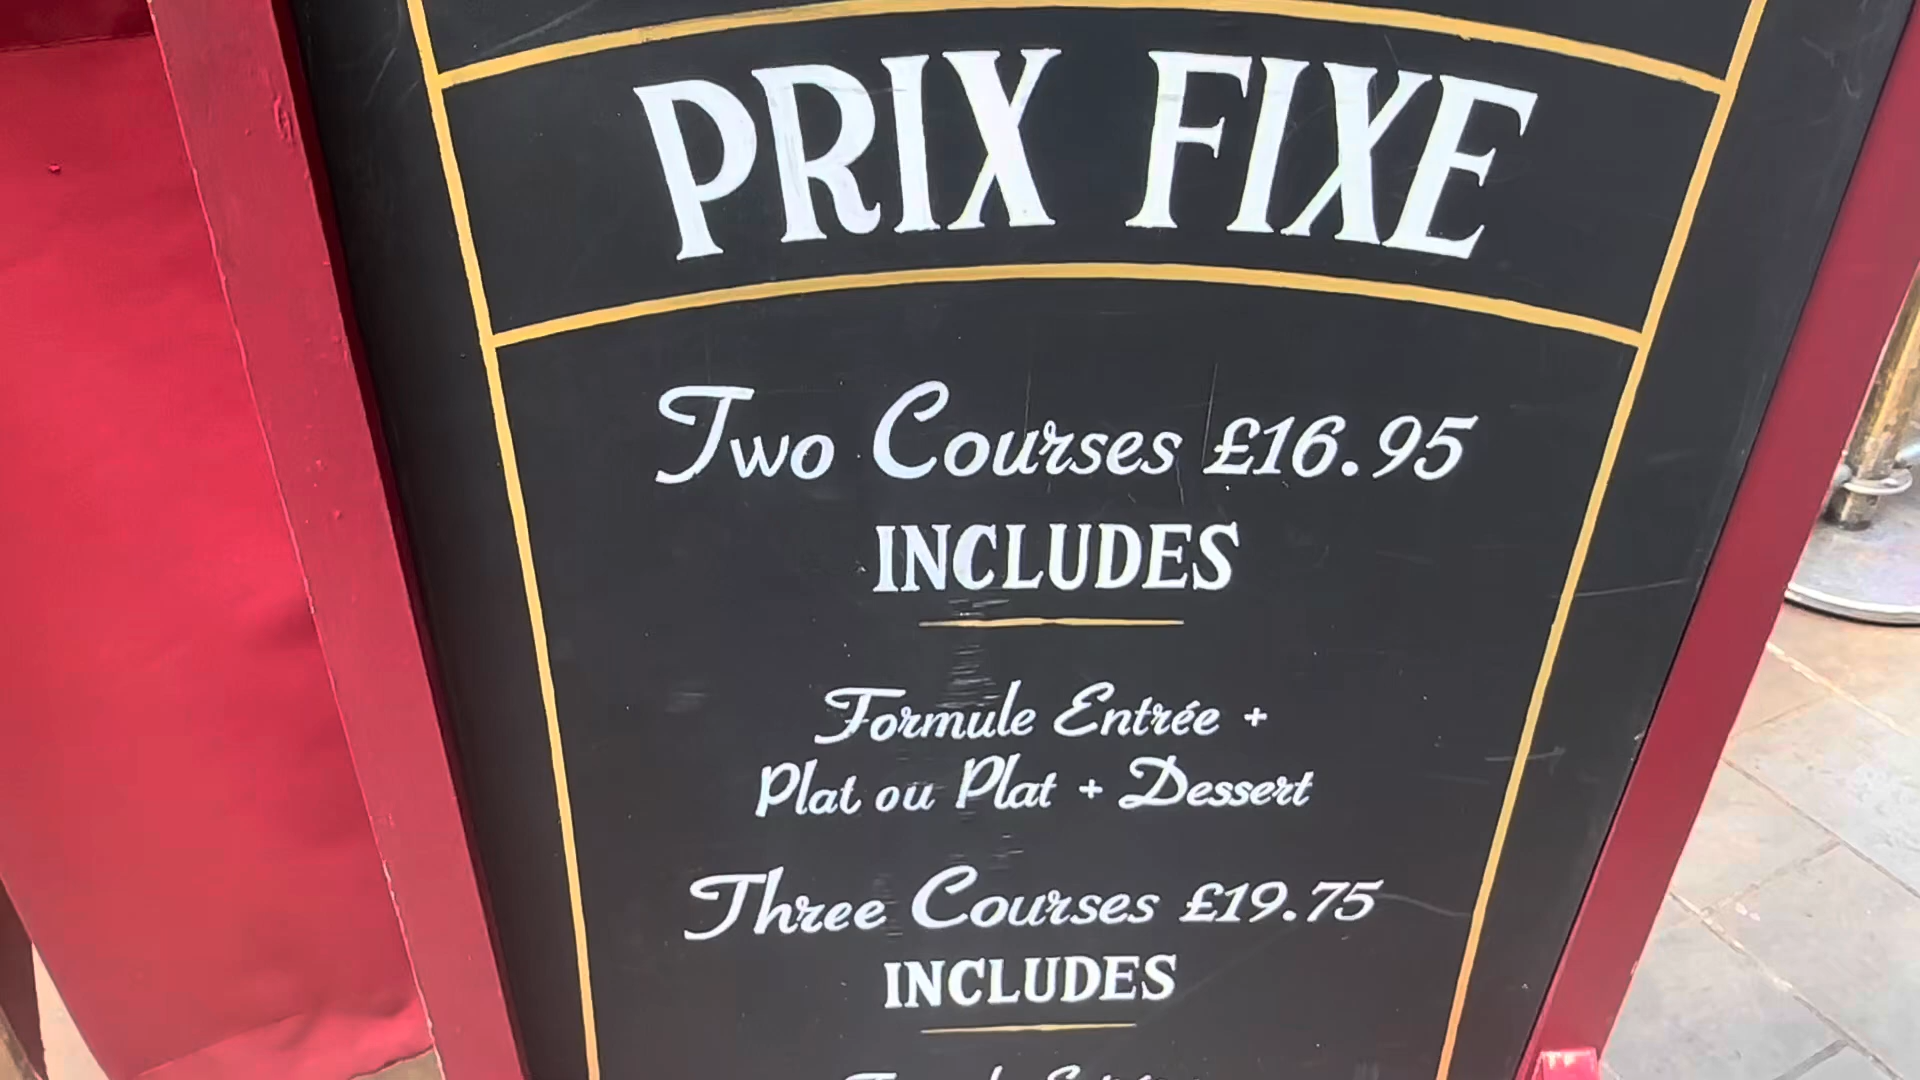 PRIX FIXE
Two Courses £16.95
INCLUDES
Formule Entrée +
Plat ou Plat + Dessert
Three Courses £19.75
INCLUDES